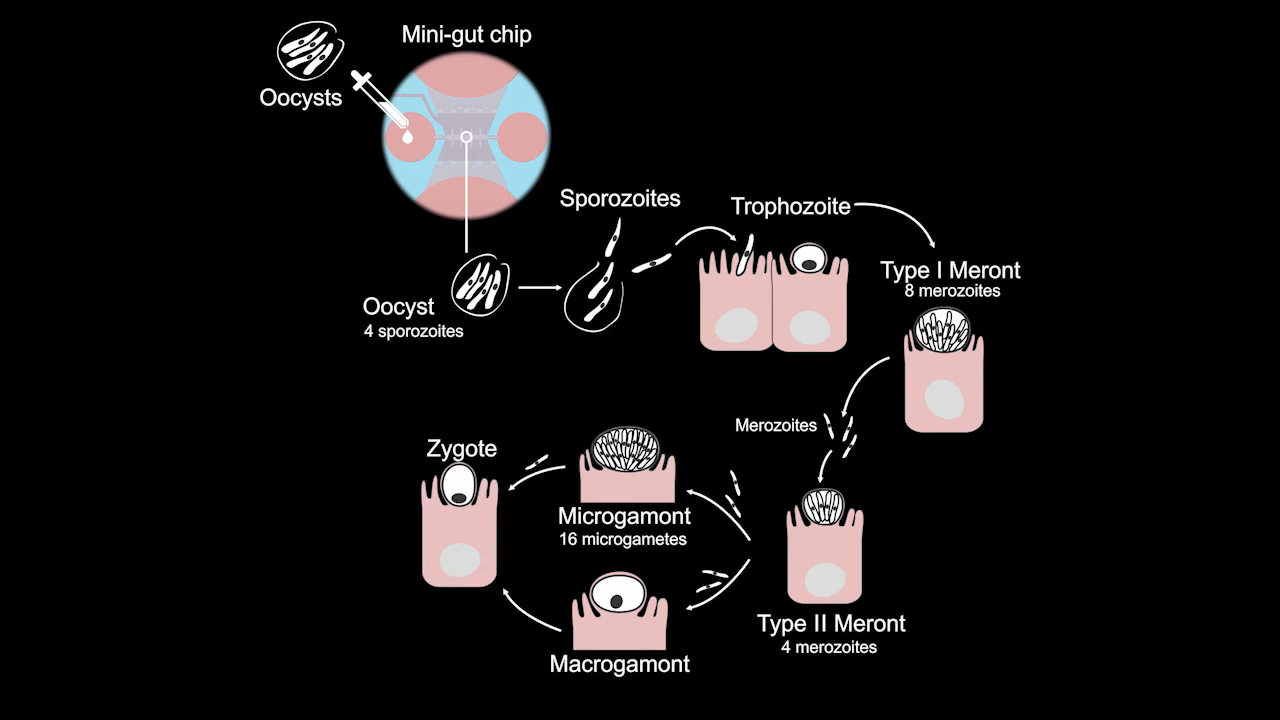 Mini-gut chip
Oocysts
Sporozoites
Trophozoite
Type I Meront
8 merozoites
Oocyst
4 sporozoites
Merozoites
Zygote
Microgamont
16 microgametes
Type II Meront
4 merozoites
Macrogamont